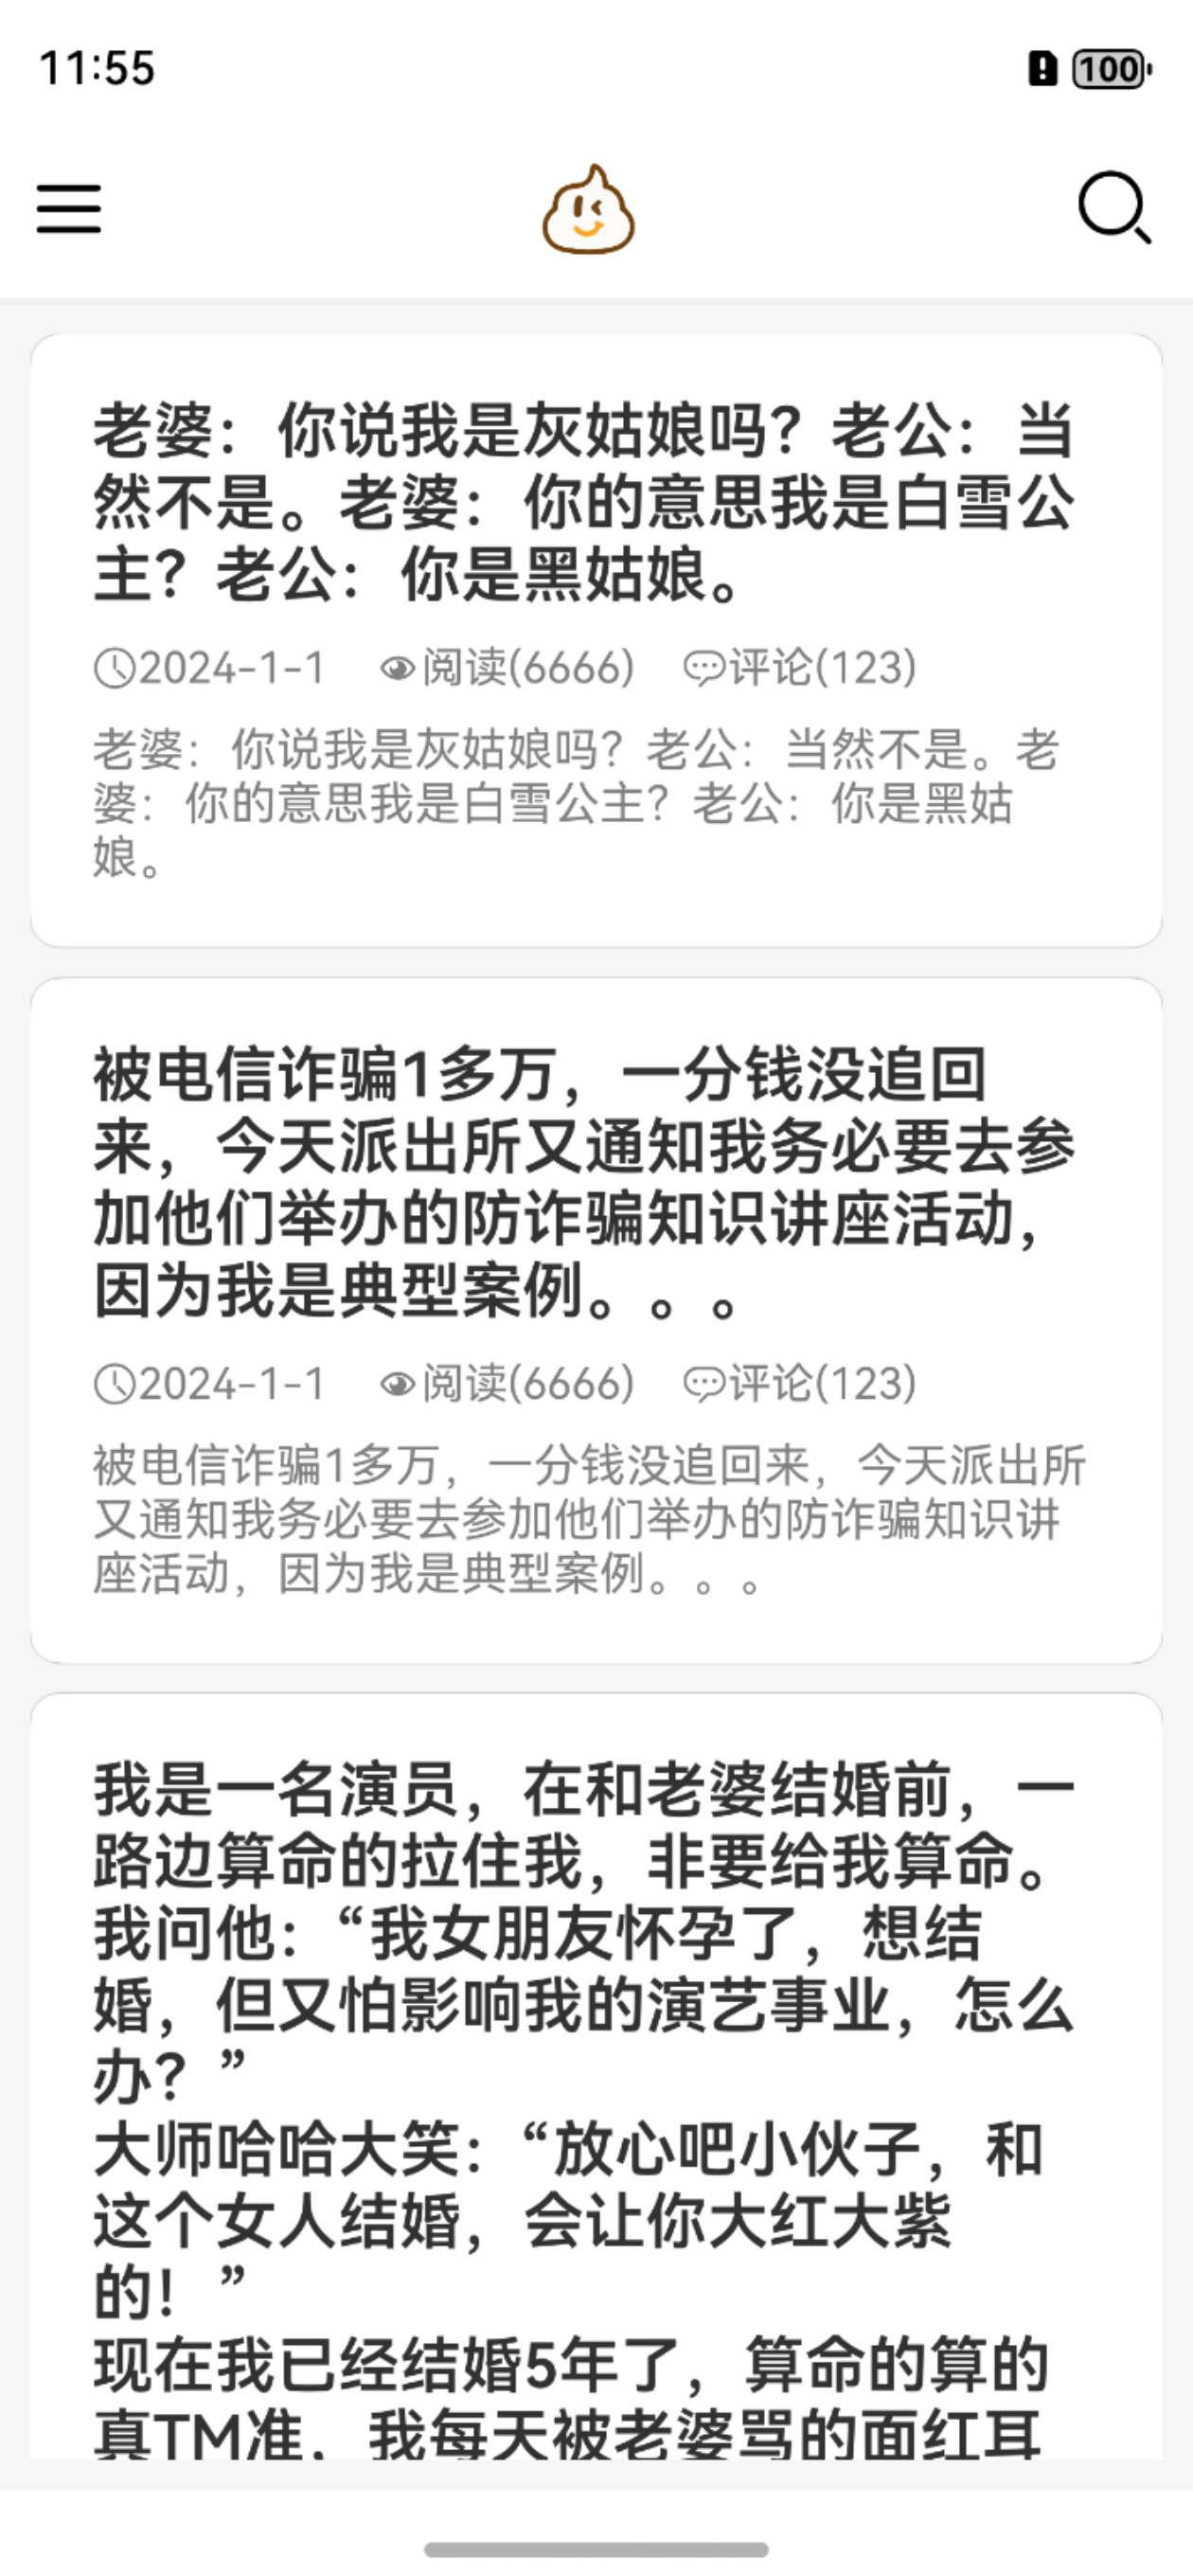 11:55
100
老婆：你说我是灰姑娘吗？老公：当
然不是。老婆：你的意思我是白雪公
主？老公：你是黑姑娘。
2024-1-1 阅读(6666) 评论(123)
老婆：你说我是灰姑娘吗？老公：当然不是。老
婆：你的意思我是白雪公主？老公：你是黑姑
娘。
被电信诈骗1多万，一分钱没追回
来，今天派出所又通知我务必要去参
加他们举办的防诈骗知识讲座活动，
因为我是典型案例。。。
2024-1-1 阅读(6666) 评论(123)
被电信诈骗1多万，一分钱没追回来，今天派出所
又通知我务必要去参加他们举办的防诈骗知识讲
座活动，因为我是典型案例。。。
我是一名演员，在和老婆结婚前，一
路边算命的拉住我，非要给我算命。
我问他：“我女朋友怀孕了，想结
婚，但又怕影响我的演艺事业，怎么
办？”
大师哈哈大笑：“放心吧小伙子，和
这个女人结婚，会让你大红大紫
的！”
现在我已经结婚5年了，算命的算的
真TM准，我每天被老婆骂的面红耳